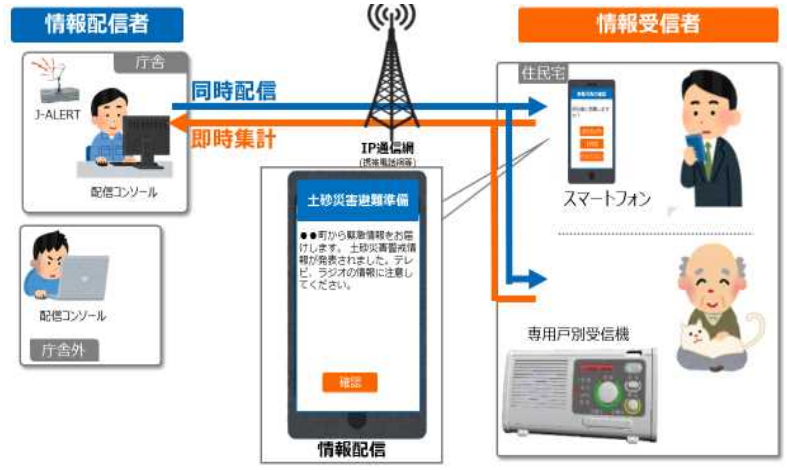 情報配信者
情報受信者
庁舎
J-ALERT
配信コンソール
同時配信
即時集計
IP通信網
(携帯電話網等)
住民宅
スマートフォン
土砂災害避難準備
●●町から緊急情報をお届
けします。土砂災害警戒情
報が発表されました。テレ
ビ、ラジオの情報に注意し
てください。
確認
情報配信
配信コンソール
庁舎外
専用戸別受信機